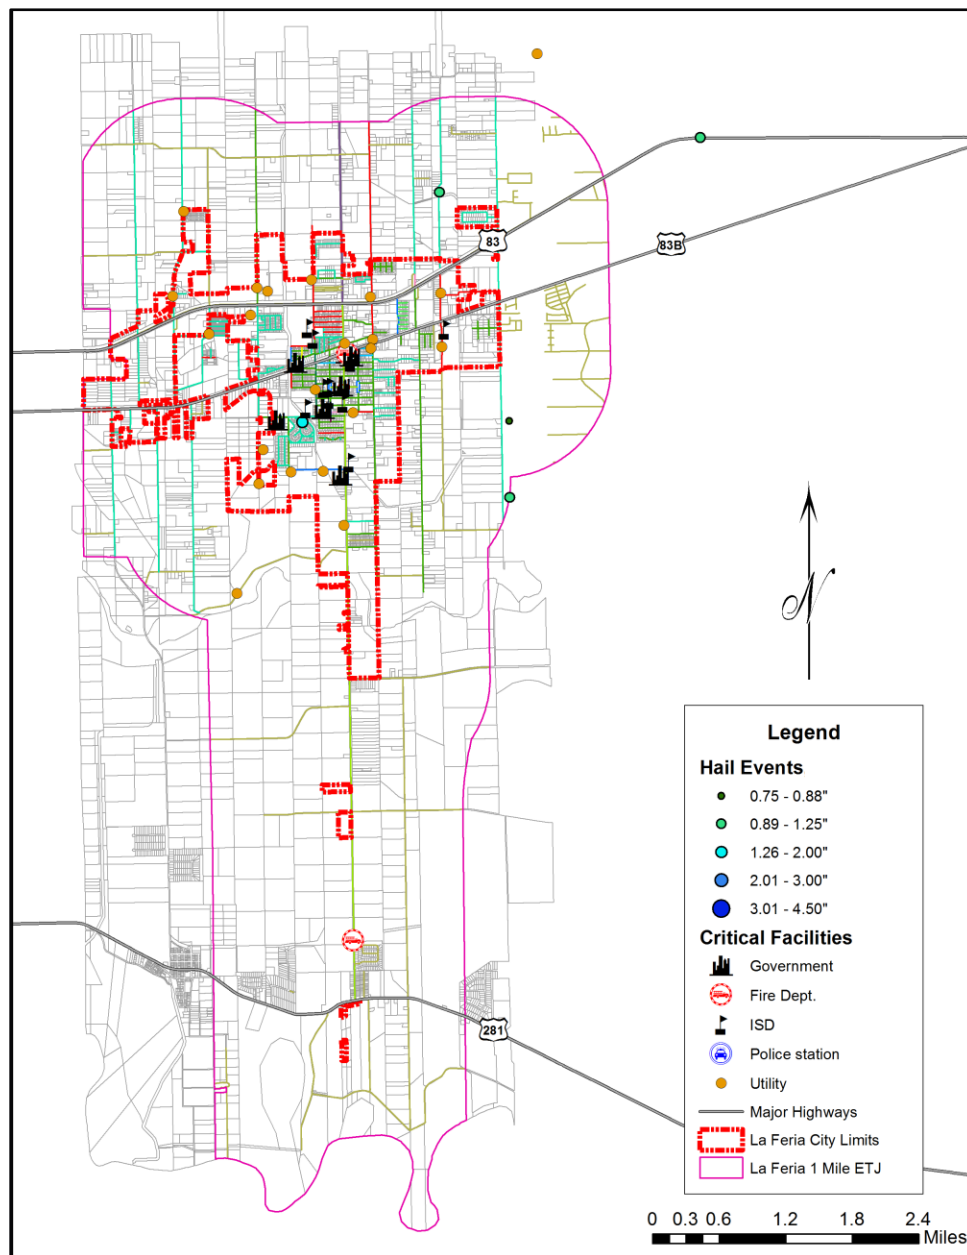 83
83B
N
Legend
Hail Events
0.75 - 0.88"
0.89 - 1.25"
1.26 - 2.00"
2.01 - 3.00"
3.01 - 4.50"
Critical Facilities
Government
Fire Dept.
ISD
Police station
Utility
Major Highways
La Feria City Limits
La Feria 1 Mile ETJ
281
0 0.3 0.6 1.2 1.8 2.4
Miles